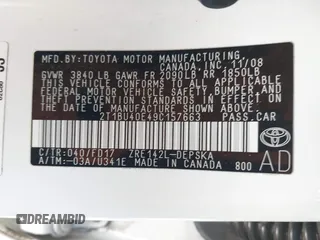 MFD.BY:TOYOTA MOTOR MANUFACTURING
CANADA, INC. 11/08
GVWR 3840 LB GAWR FR 2090LB RR 1850LB
THIS VEHICLE CONFORMS TO ALL APPLICABLE
FEDERAL MOTOR VEHICLE SAFETY, BUMPER, AND
THEFT PREVENTION STANDARDS IN EFFECT ON
THE DATE OF MANUFACTURE SHOWN ABOVE.
2T1BU40E49C157663 PASS.CAR
C/TR:040/FD17 ZRE142L-DEPSKA
A/TM:-03A/U341E MADE IN CANADA 800
AD
CARBIDAMERICA